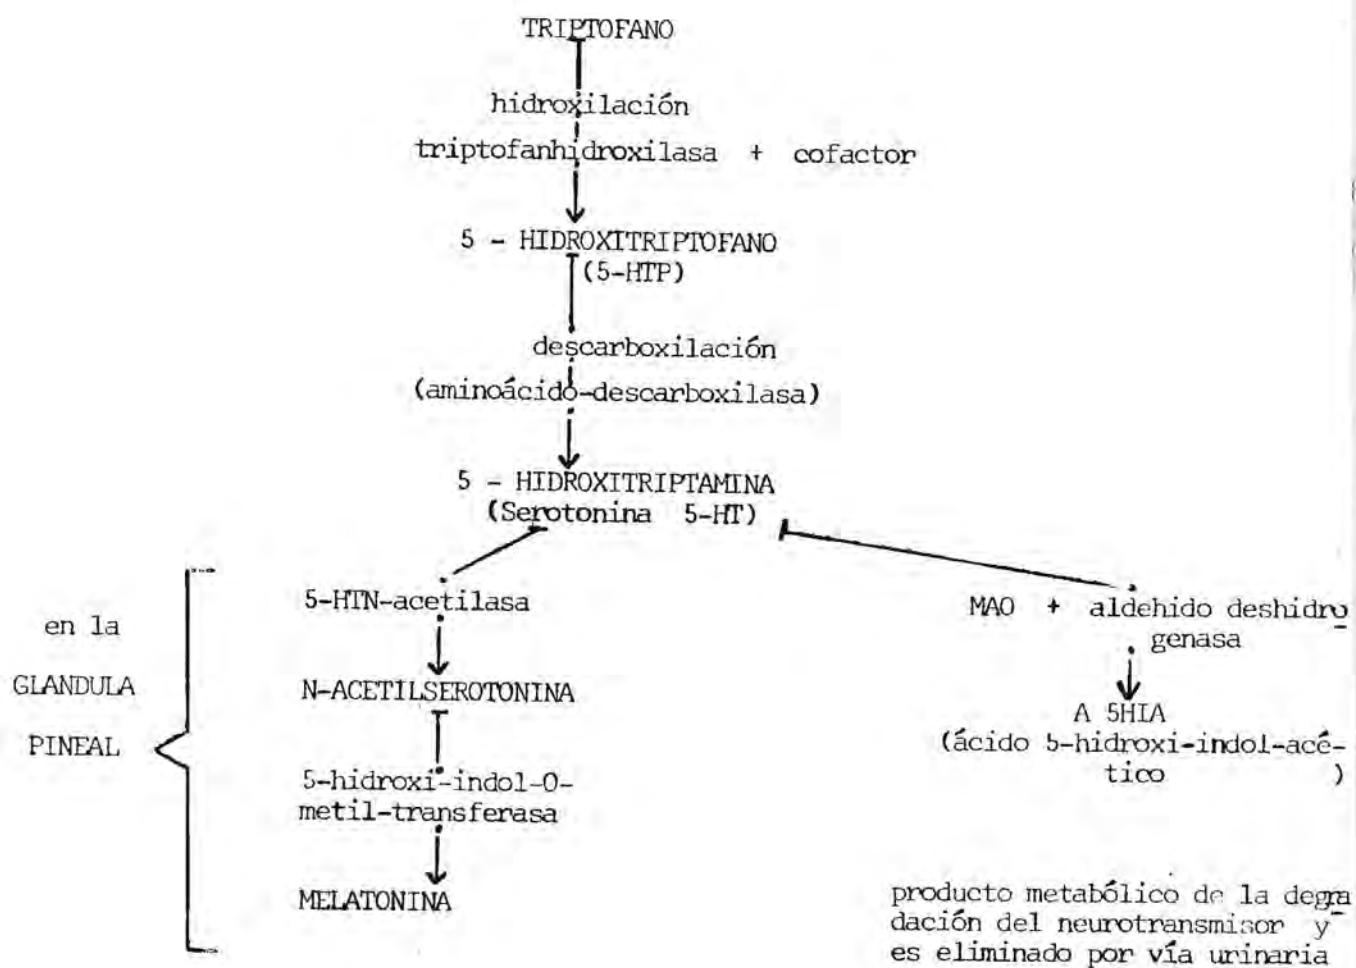 TRIPTOFANO
hidroxilación
triptofanhidroxilasa + cofactor
5 - HIDROXITRIPTOFANO
(5-HTP)
descarboxilación
(aminoácido-descarboxilasa)
5 - HIDROXITRIPTAMINA
(Serotonina 5-HT)
en la
GLANDULA
PINEAL
5-HTN-acetilasa
N-ACETILSEROTONINA
5-hidroxi-indol-O-
metil-transferasa
MELATONINA
MAO + aldehido deshidro
genasa
A 5HIA
(ácido 5-hidroxi-indol-acé-
tico )
producto metabólico de la degra
dación del neurotransmisor y
es eliminado por vía urinaria